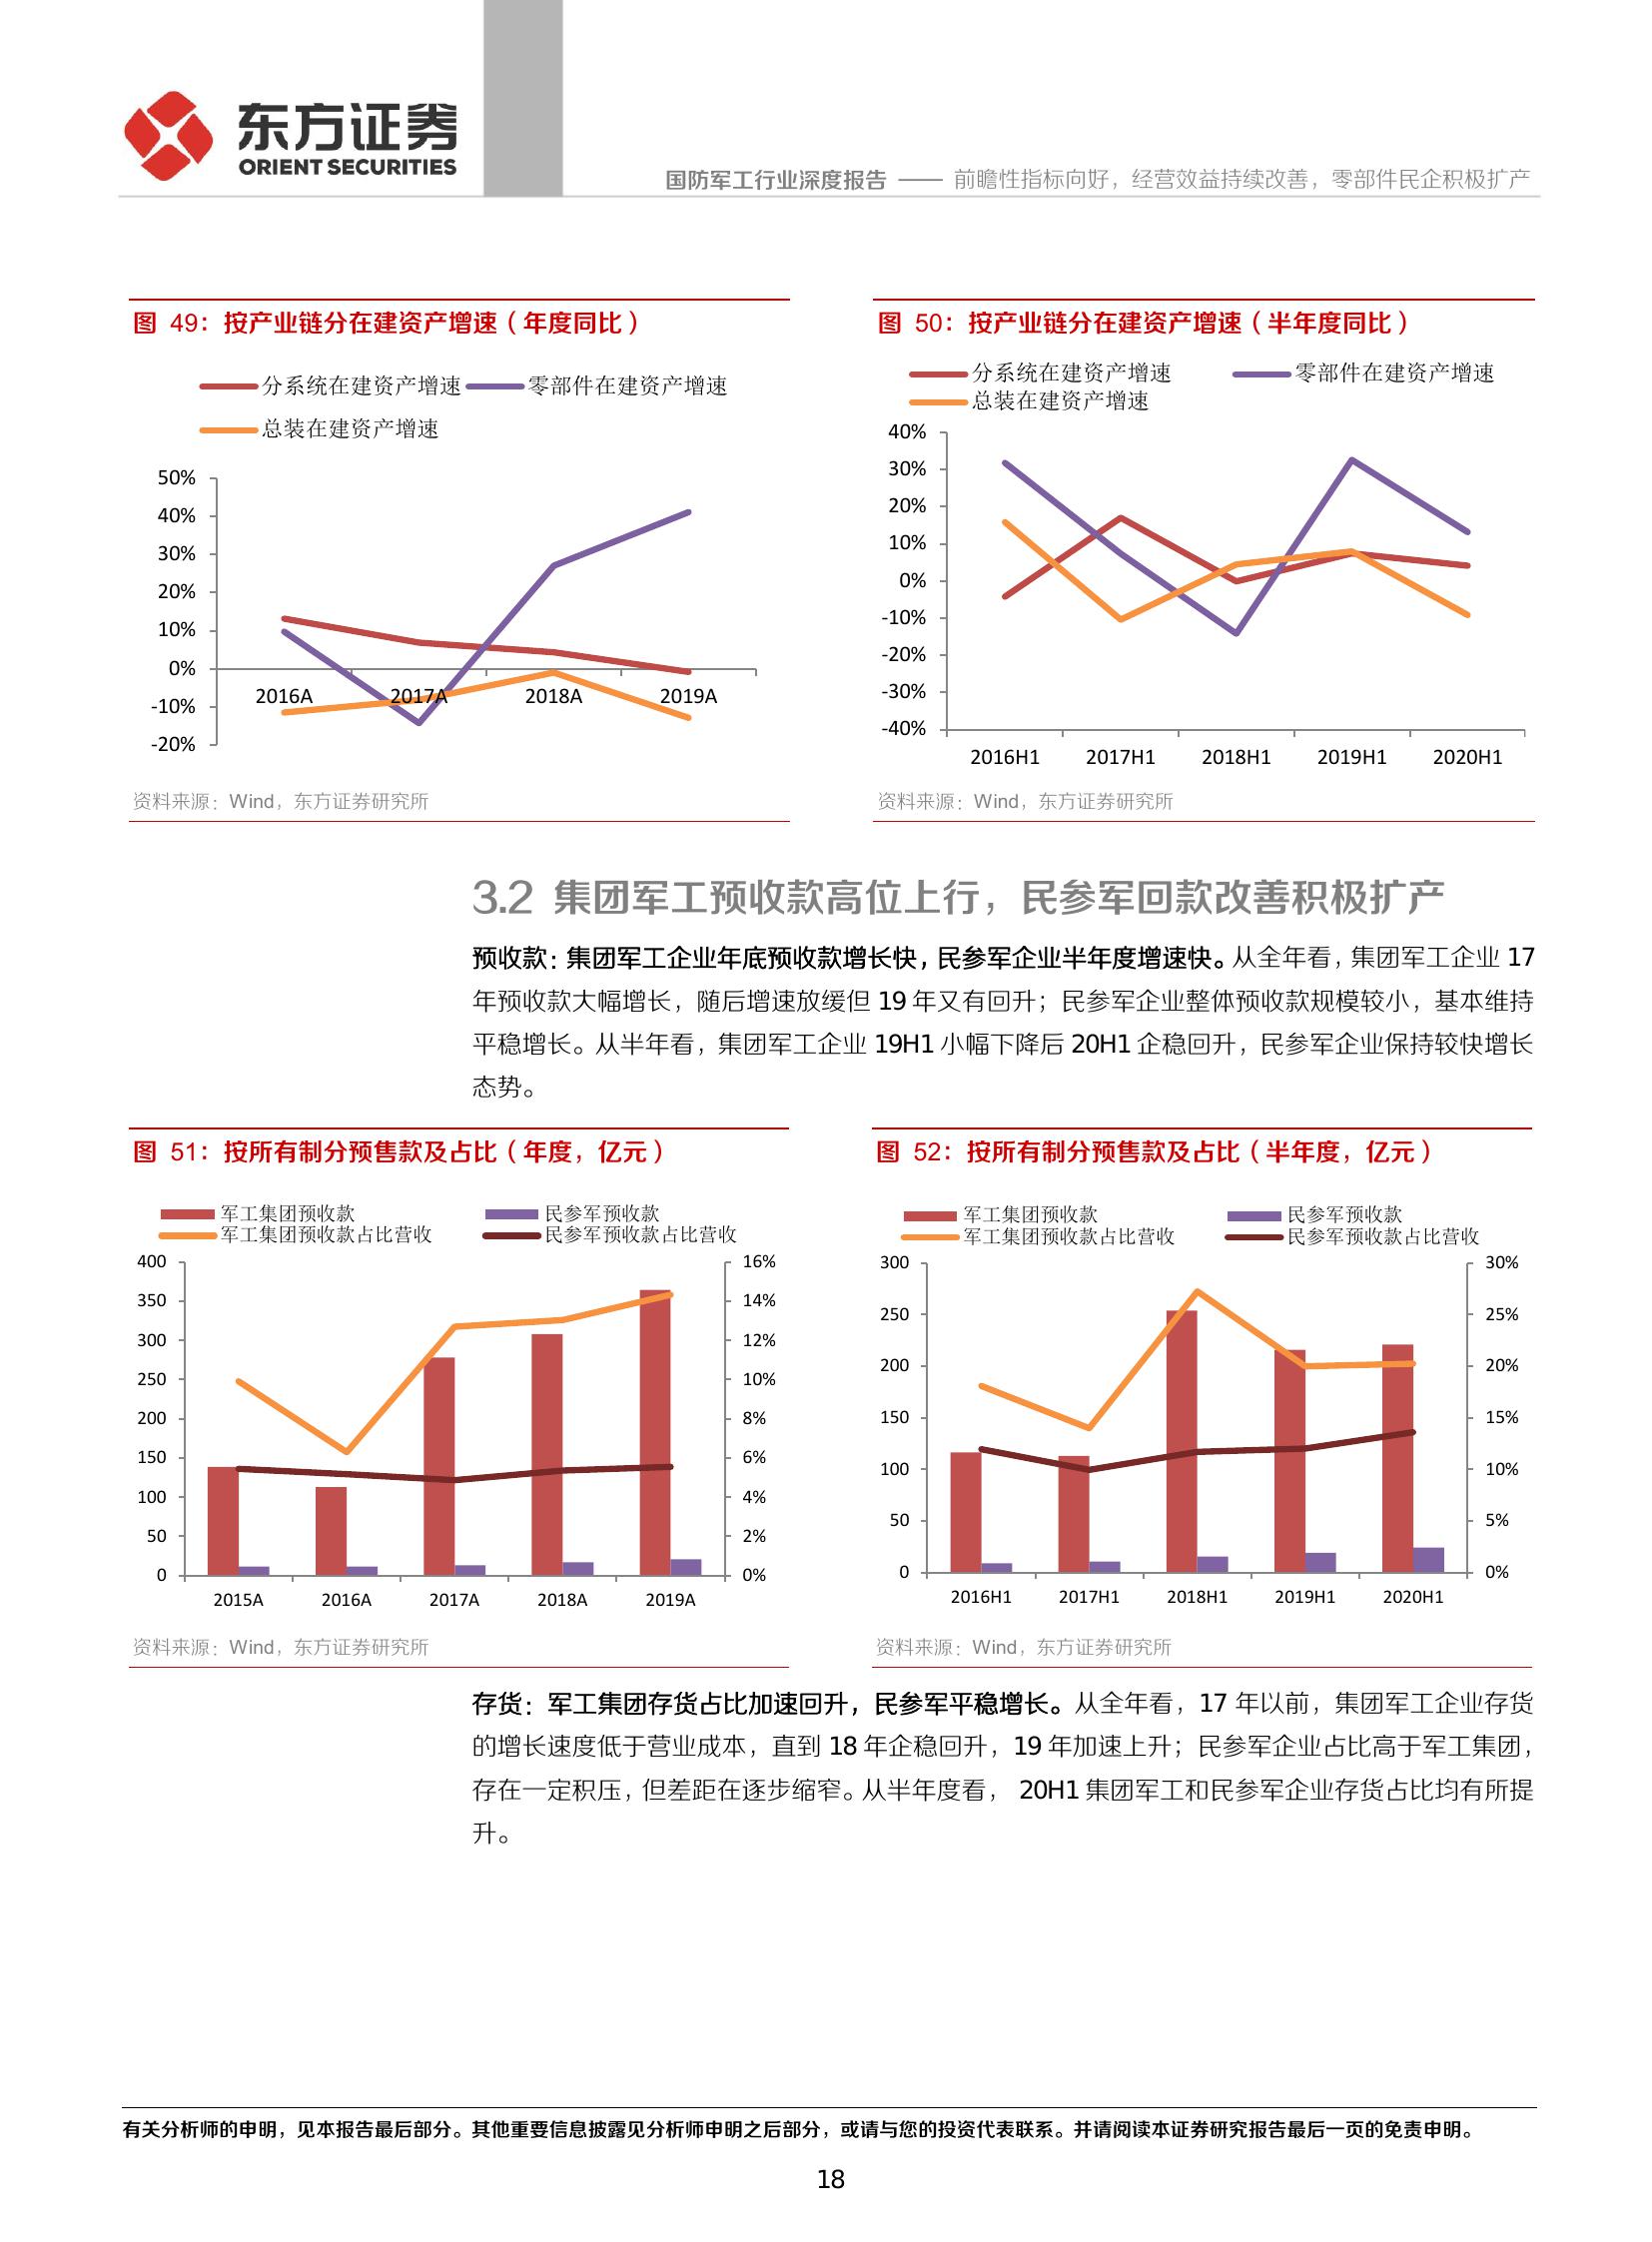 东方证券
ORIENT SECURITIES
国防军工行业深度报告 —— 前瞻性指标向好，经营效益持续改善，零部件民企积极扩产
图 49：按产业链分在建资产增速（年度同比）
分系统在建资产增速 零部件在建资产增速
总装在建资产增速
50%
40%
30%
20%
10%
0%
-10%
-20%
2016A 2017A 2018A 2019A
资料来源：Wind，东方证券研究所
图 50：按产业链分在建资产增速（半年度同比）
分系统在建资产增速 零部件在建资产增速
总装在建资产增速
40%
30%
20%
10%
0%
-10%
-20%
-30%
-40%
2016H1 2017H1 2018H1 2019H1 2020H1
资料来源：Wind，东方证券研究所
3.2 集团军工预收款高位上行，民参军回款改善积极扩产
预收款：集团军工企业年底预收款增长快，民参军企业半年度增速快。从全年看，集团军工企业 17
年预收款大幅增长，随后增速放缓但 19 年又有回升；民参军企业整体预收款规模较小，基本维持
平稳增长。从半年看，集团军工企业 19H1 小幅下降后 20H1 企稳回升，民参军企业保持较快增长
态势。
图 51：按所有制分预售款及占比（年度，亿元）
军工集团预收款 民参军预收款
军工集团预收款占比营收 民参军预收款占比营收
400
350
300
250
200
150
100
50
0
16%
14%
12%
10%
8%
6%
4%
2%
0%
2015A 2016A 2017A 2018A 2019A
资料来源：Wind，东方证券研究所
图 52：按所有制分预售款及占比（半年度，亿元）
军工集团预收款 民参军预收款
军工集团预收款占比营收 民参军预收款占比营收
300
250
200
150
100
50
0
30%
25%
20%
15%
10%
5%
0%
2016H1 2017H1 2018H1 2019H1 2020H1
资料来源：Wind，东方证券研究所
存货：军工集团存货占比加速回升，民参军平稳增长。从全年看，17 年以前，集团军工企业存货
的增长速度低于营业成本，直到 18 年企稳回升，19 年加速上升；民参军企业占比高于军工集团，
存在一定积压，但差距在逐步缩窄。从半年度看， 20H1 集团军工和民参军企业存货占比均有所提
升。
有关分析师的申明，见本报告最后部分。其他重要信息披露见分析师申明之后部分，或请与您的投资代表联系。并请阅读本证券研究报告最后一页的免责申明。
18